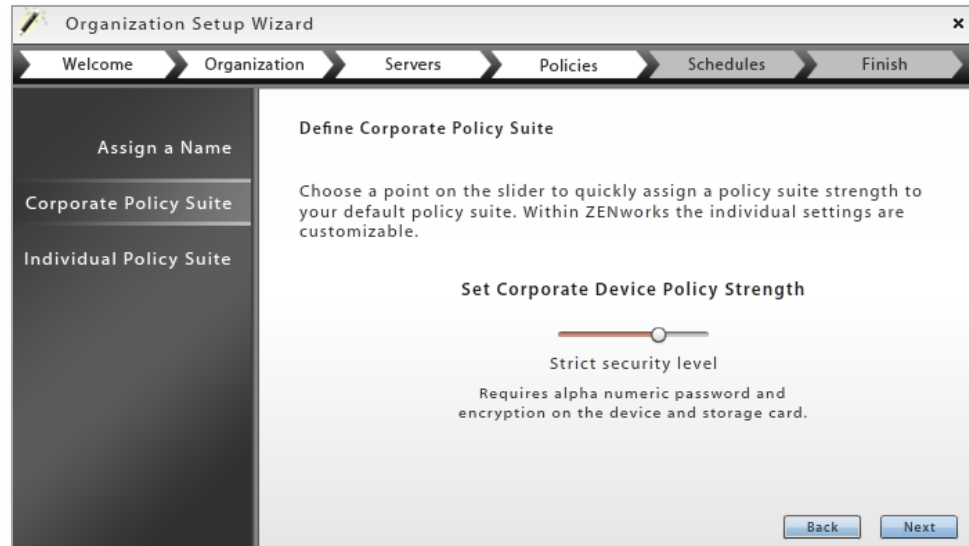 Organization Setup Wizard
Welcome
Organization
Servers
Policies
Schedules
Finish
Assign a Name
Corporate Policy Suite
Individual Policy Suite
Define Corporate Policy Suite
Choose a point on the slider to quickly assign a policy suite strength to
your default policy suite. Within ZENworks the individual settings are
customizable.
Set Corporate Device Policy Strength
Strict security level
Requires alpha numeric password and
encryption on the device and storage card.
Back
Next